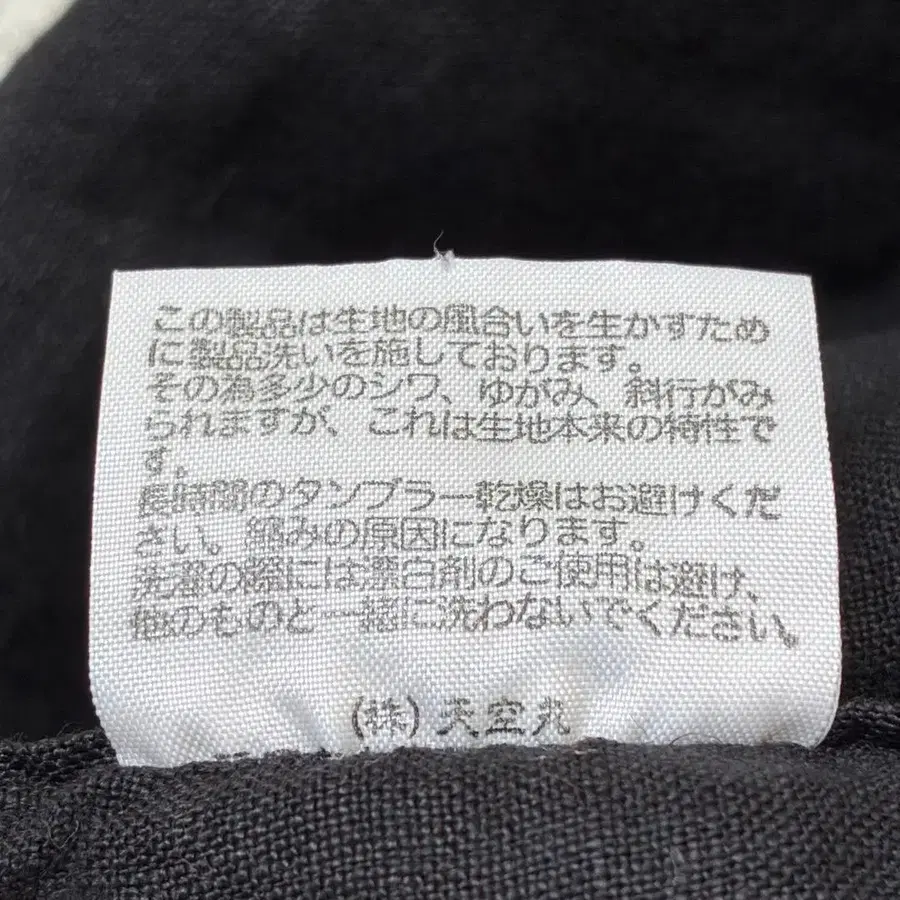 この製品は生地の風合いを生かすため
に製品洗いを施しております。
その為多少のシワ、ゆがみ、斜行がみ
られますが、これは生地本来の特性で
す。
長時間のタンブラー乾燥はお避けくだ
さい。縮みの原因になります。
洗濯の際には漂白剤のご使用は避け、
他のものと一緒に洗わないでください。
(株)天空丸